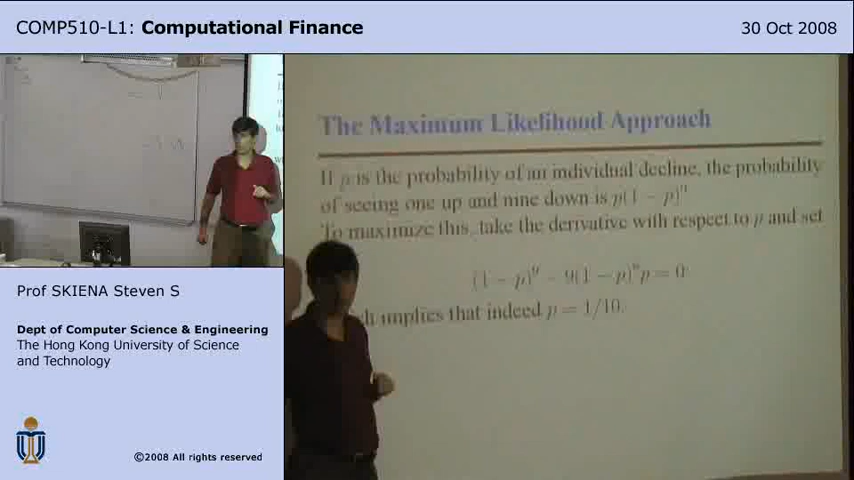 COMP510-L1: Computational Finance
30 Oct 2008
The Maximum Likelihood Approach
If p is the probability of an individual decline, the probability
of seeing one up and nine down is p(1 − p)⁹
To maximize this, take the derivative with respect to p and set
(1 − p)⁹ − 9(1 − p)⁸p = 0
implies that indeed p = 1/10.
Prof SKIENA Steven S
Dept of Computer Science & Engineering
The Hong Kong University of Science
and Technology
©2008 All rights reserved